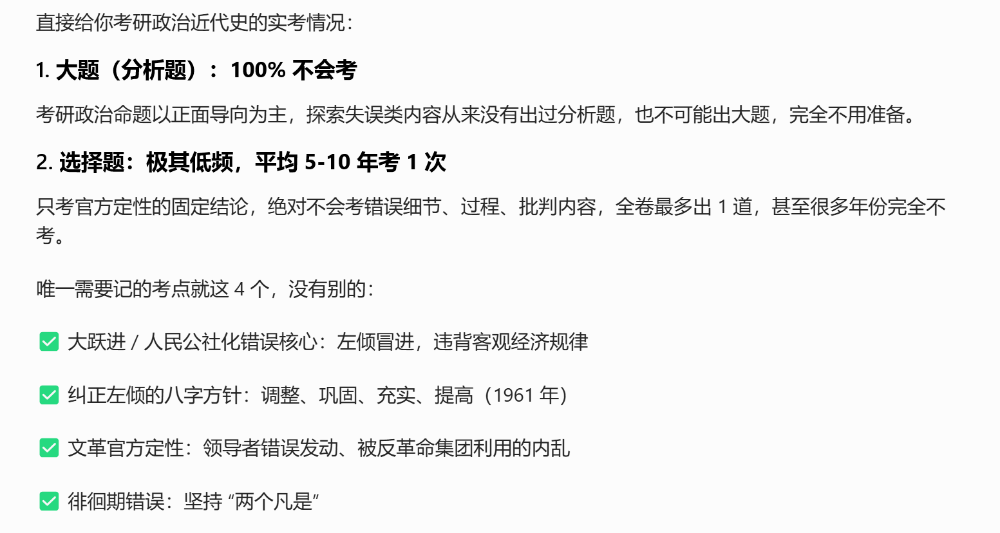 直接给你考研政治近代史的实考情况：
1. 大题（分析题）：100% 不会考
考研政治命题以正面导向为主，探索失误类内容从来没有出过分析题，也不可能出大题，完全不用准备。
2. 选择题：极其低频，平均 5-10 年考 1 次
只考官方定性的固定结论，绝对不会考错误细节、过程、批判内容，全卷最多出 1 道，甚至很多年份完全不
考。
唯一需要记的考点就这 4 个，没有别的：
✅ 大跃进 / 人民公社化错误核心：左倾冒进，违背客观经济规律
✅ 纠正左倾的八字方针：调整、巩固、充实、提高（1961 年）
✅ 文革官方定性：领导者错误发动、被反革命集团利用的内乱
✅ 徘徊期错误：坚持 “两个凡是”